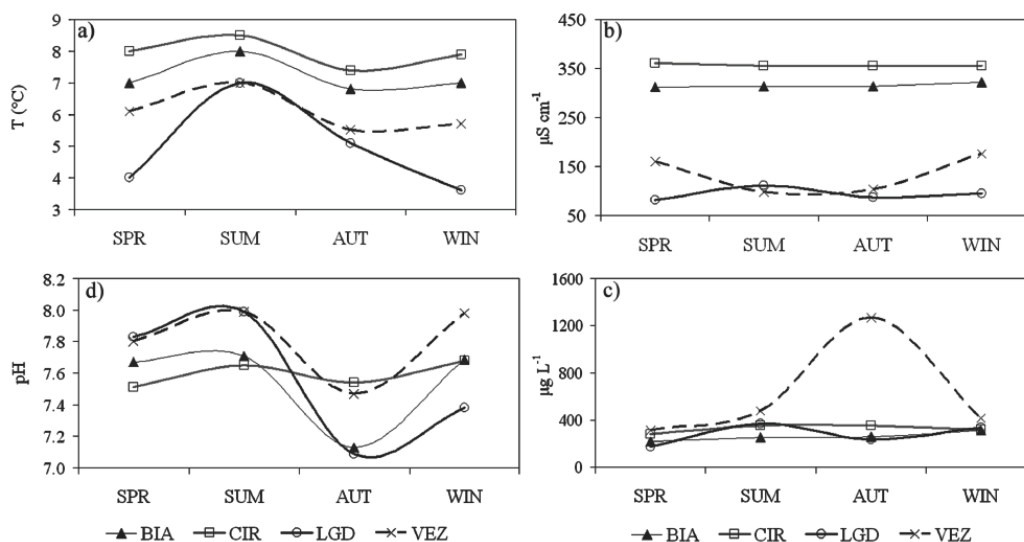 a)
T (°C)
9
8
7
6
5
4
3
SPR SUM AUT WIN
b)
µS cm⁻¹
450
350
250
150
50
SPR SUM AUT WIN
d)
pH
8.2
8.0
7.8
7.6
7.4
7.2
7.0
SPR SUM AUT WIN
c)
µg L⁻¹
1600
1200
800
400
0
SPR SUM AUT WIN
BIA CIR LGD VEZ
BIA CIR LGD VEZ